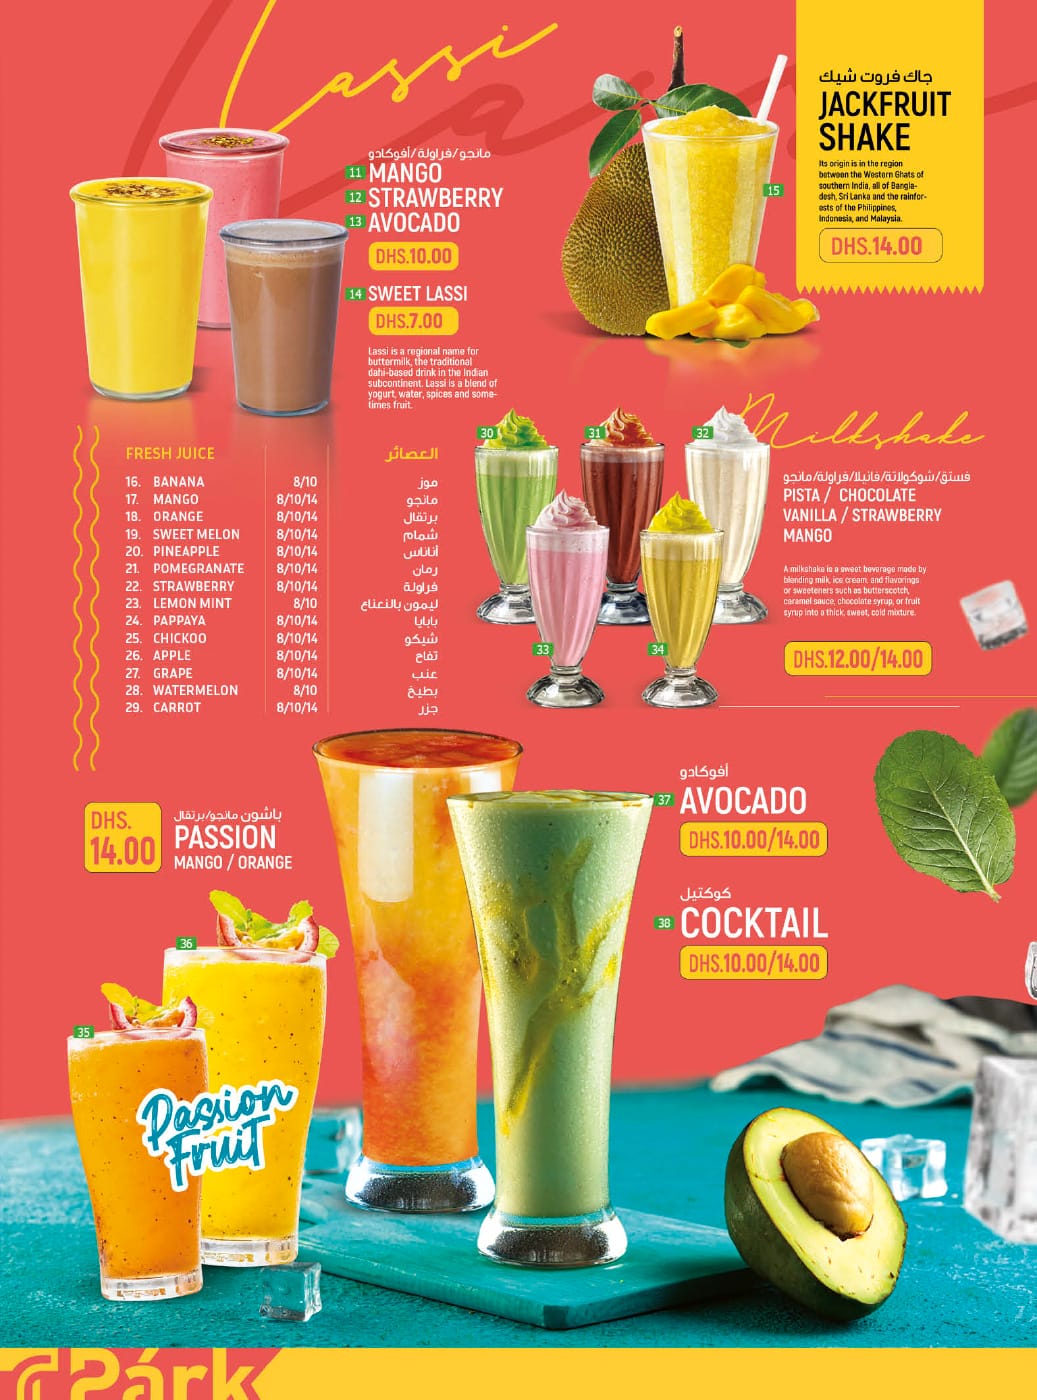 Lassi
مانجو/فراولة/أفوكادو
11 MANGO
12 STRAWBERRY
13 AVOCADO
DHS.10.00
14 SWEET LASSI
DHS.7.00
Lassi is a regional name for
buttermilk, the traditional
dahi-based drink in the Indian
subcontinent. Lassi is a blend of
yogurt, water, spices and some-
times fruit.
15
جاك فروت شيك
JACKFRUIT
SHAKE
Its origin is in the region
between the Western Ghats of
southern India, all of Bangla-
desh, Sri Lanka and the rainfor-
ests of the Philippines,
Indonesia, and Malaysia.
DHS.14.00
FRESH JUICE العصائر
16. BANANA 8/10 موز
17. MANGO 8/10/14 مانجو
18. ORANGE 8/10/14 برتقال
19. SWEET MELON 8/10/14 شمام
20. PINEAPPLE 8/10/14 أناناس
21. POMEGRANATE 8/10/14 رمان
22. STRAWBERRY 8/10/14 فراولة
23. LEMON MINT 8/10 ليمون بالنعناع
24. PAPPAYA 8/10/14 بابايا
25. CHICKOO 8/10/14 شيكو
26. APPLE 8/10/14 تفاح
27. GRAPE 8/10/14 عنب
28. WATERMELON 8/10 بطيخ
29. CARROT 8/10/14 جزر
30
31
32
33
34
Milkshake
فستق/شوكولاتة/فانيلا/فراولة/مانجو
PISTA / CHOCOLATE
VANILLA / STRAWBERRY
MANGO
A milkshake is a sweet beverage made by
blending milk, ice cream, and flavorings
or sweeteners such as butterscotch,
caramel sauce, chocolate syrup, or fruit
syrup into a thick, sweet, cold mixture.
DHS.12.00/14.00
DHS.
14.00
باشون مانجو/برتقال
PASSION
MANGO / ORANGE
36
35
Passion
Fruit
أفوكادو
37 AVOCADO
DHS.10.00/14.00
كوكتيل
38 COCKTAIL
DHS.10.00/14.00
Párk